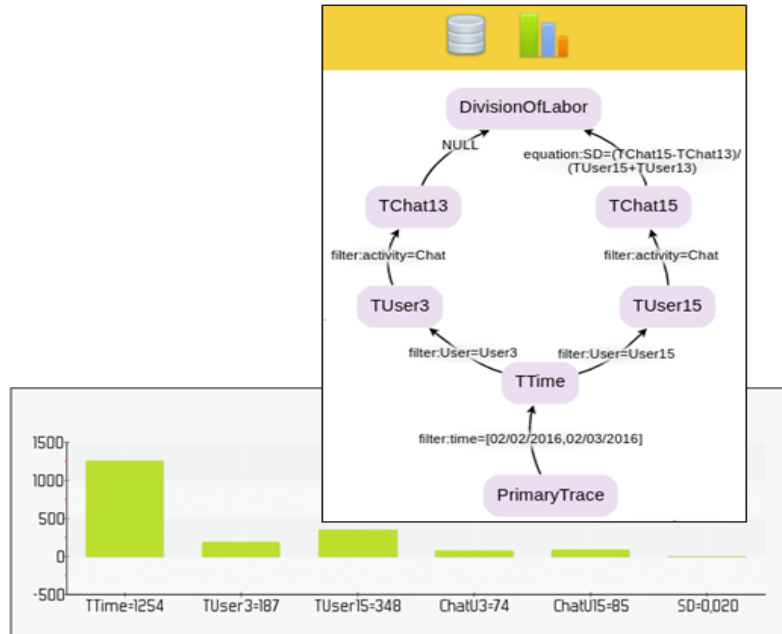 DivisionOfLabor
NULL
equation:SD=(TChat15-TChat13)/
(TUser15+TUser13)
TChat13
TChat15
filter:activity=Chat
filter:activity=Chat
TUser3
TUser15
filter:User=User3
filter:User=User15
TTime
filter:time=[02/02/2016,02/03/2016]
PrimaryTrace
1500
1000
500
0
-500
TTime=1254
TUser3=187
TUser15=348
ChatU3=74
ChatU15=85
SD=0,020